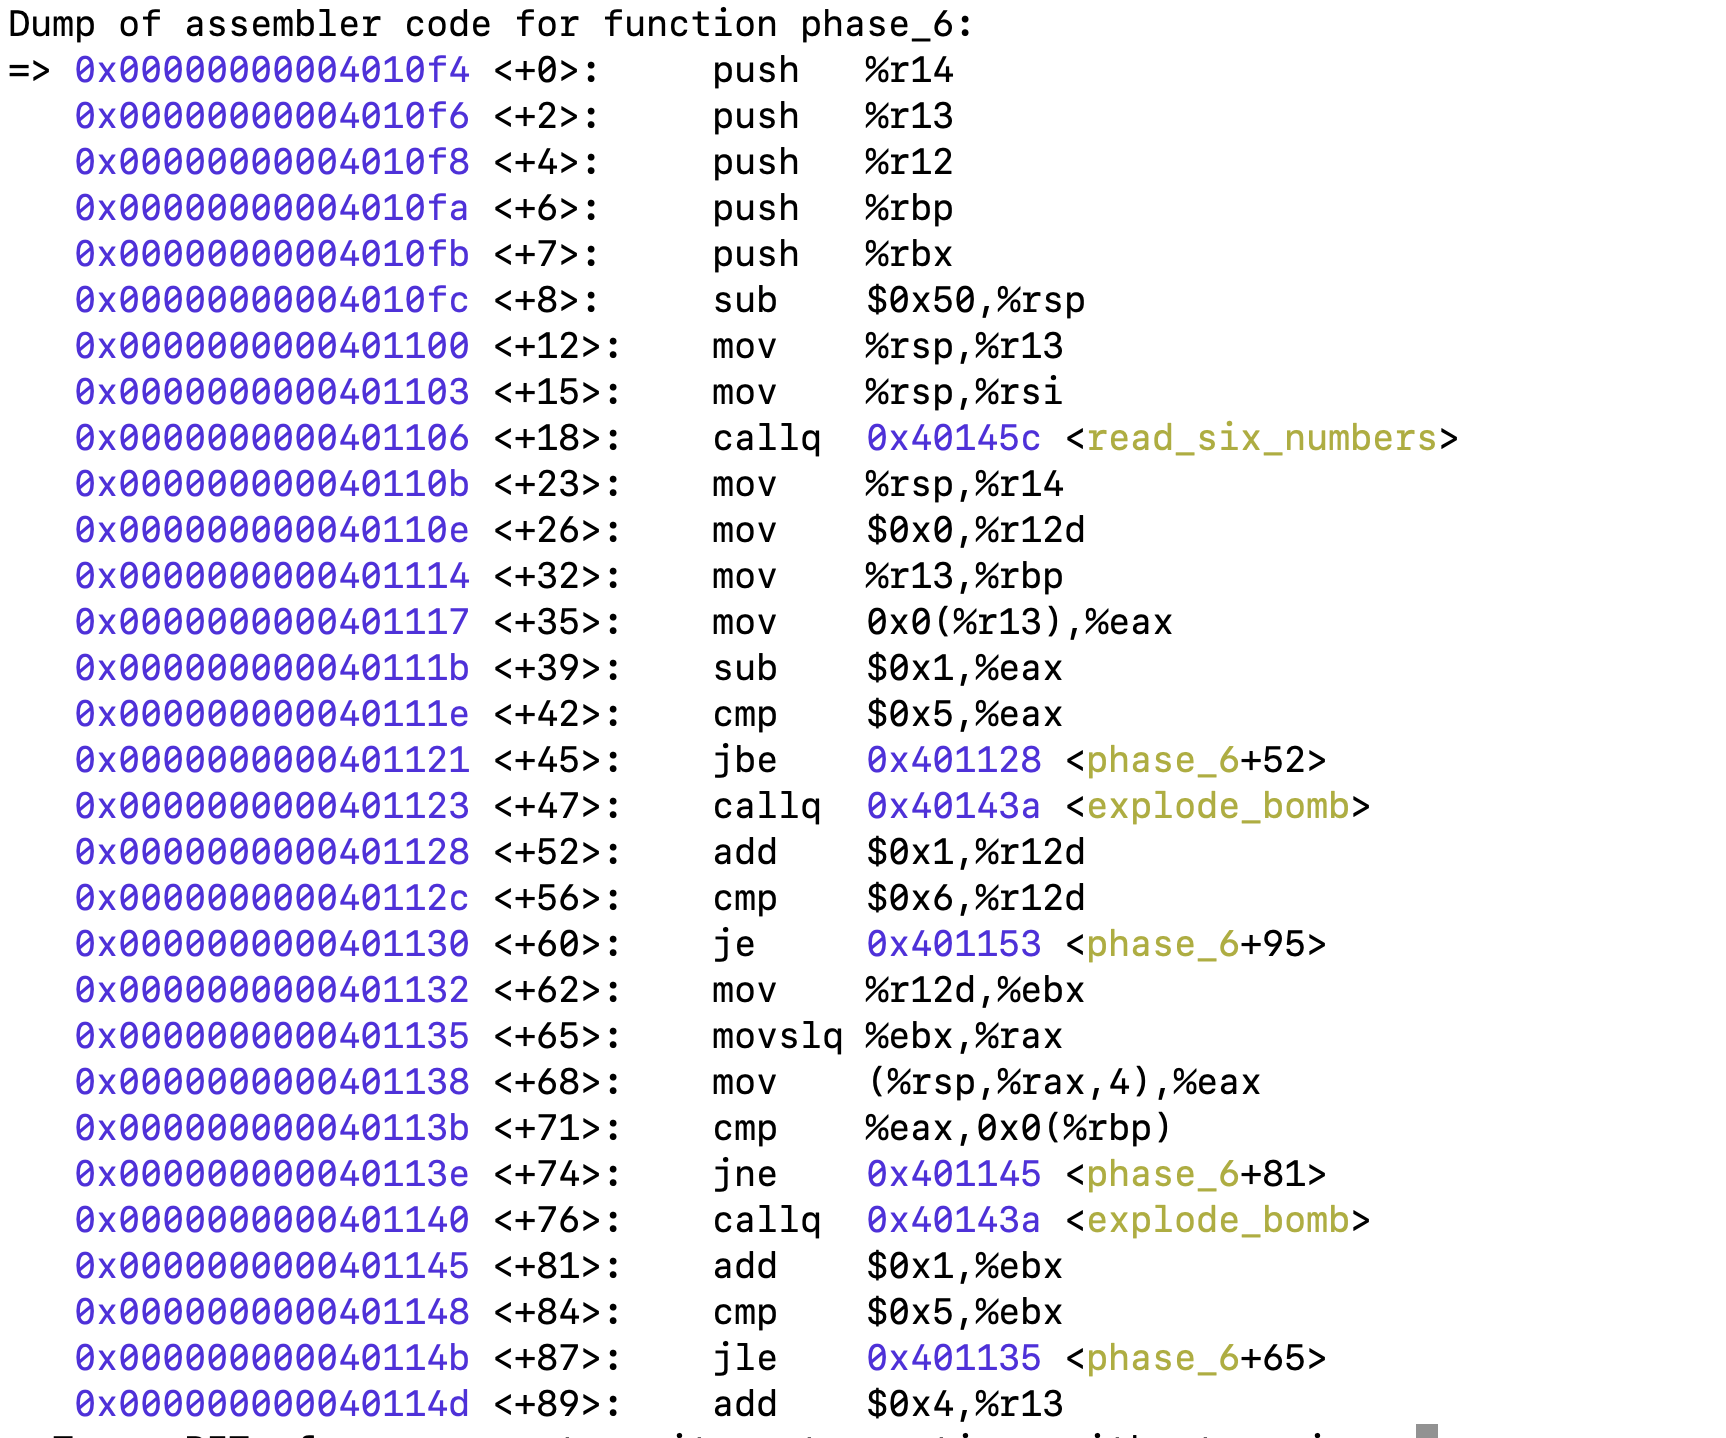 Dump of assembler code for function phase_6:
=> 0x00000000004010f4 <+0>:     push   %r14
   0x00000000004010f6 <+2>:     push   %r13
   0x00000000004010f8 <+4>:     push   %r12
   0x00000000004010fa <+6>:     push   %rbp
   0x00000000004010fb <+7>:     push   %rbx
   0x00000000004010fc <+8>:     sub    $0x50,%rsp
   0x0000000000401100 <+12>:    mov    %rsp,%r13
   0x0000000000401103 <+15>:    mov    %rsp,%rsi
   0x0000000000401106 <+18>:    callq  0x40145c <read_six_numbers>
   0x000000000040110b <+23>:    mov    %rsp,%r14
   0x000000000040110e <+26>:    mov    $0x0,%r12d
   0x0000000000401114 <+32>:    mov    %r13,%rbp
   0x0000000000401117 <+35>:    mov    0x0(%r13),%eax
   0x000000000040111b <+39>:    sub    $0x1,%eax
   0x000000000040111e <+42>:    cmp    $0x5,%eax
   0x0000000000401121 <+45>:    jbe    0x401128 <phase_6+52>
   0x0000000000401123 <+47>:    callq  0x40143a <explode_bomb>
   0x0000000000401128 <+52>:    add    $0x1,%r12d
   0x000000000040112c <+56>:    cmp    $0x6,%r12d
   0x0000000000401130 <+60>:    je     0x401153 <phase_6+95>
   0x0000000000401132 <+62>:    mov    %r12d,%ebx
   0x0000000000401135 <+65>:    movslq %ebx,%rax
   0x0000000000401138 <+68>:    mov    (%rsp,%rax,4),%eax
   0x000000000040113b <+71>:    cmp    %eax,0x0(%rbp)
   0x000000000040113e <+74>:    jne    0x401145 <phase_6+81>
   0x0000000000401140 <+76>:    callq  0x40143a <explode_bomb>
   0x0000000000401145 <+81>:    add    $0x1,%ebx
   0x0000000000401148 <+84>:    cmp    $0x5,%ebx
   0x000000000040114b <+87>:    jle    0x401135 <phase_6+65>
   0x000000000040114d <+89>:    add    $0x4,%r13